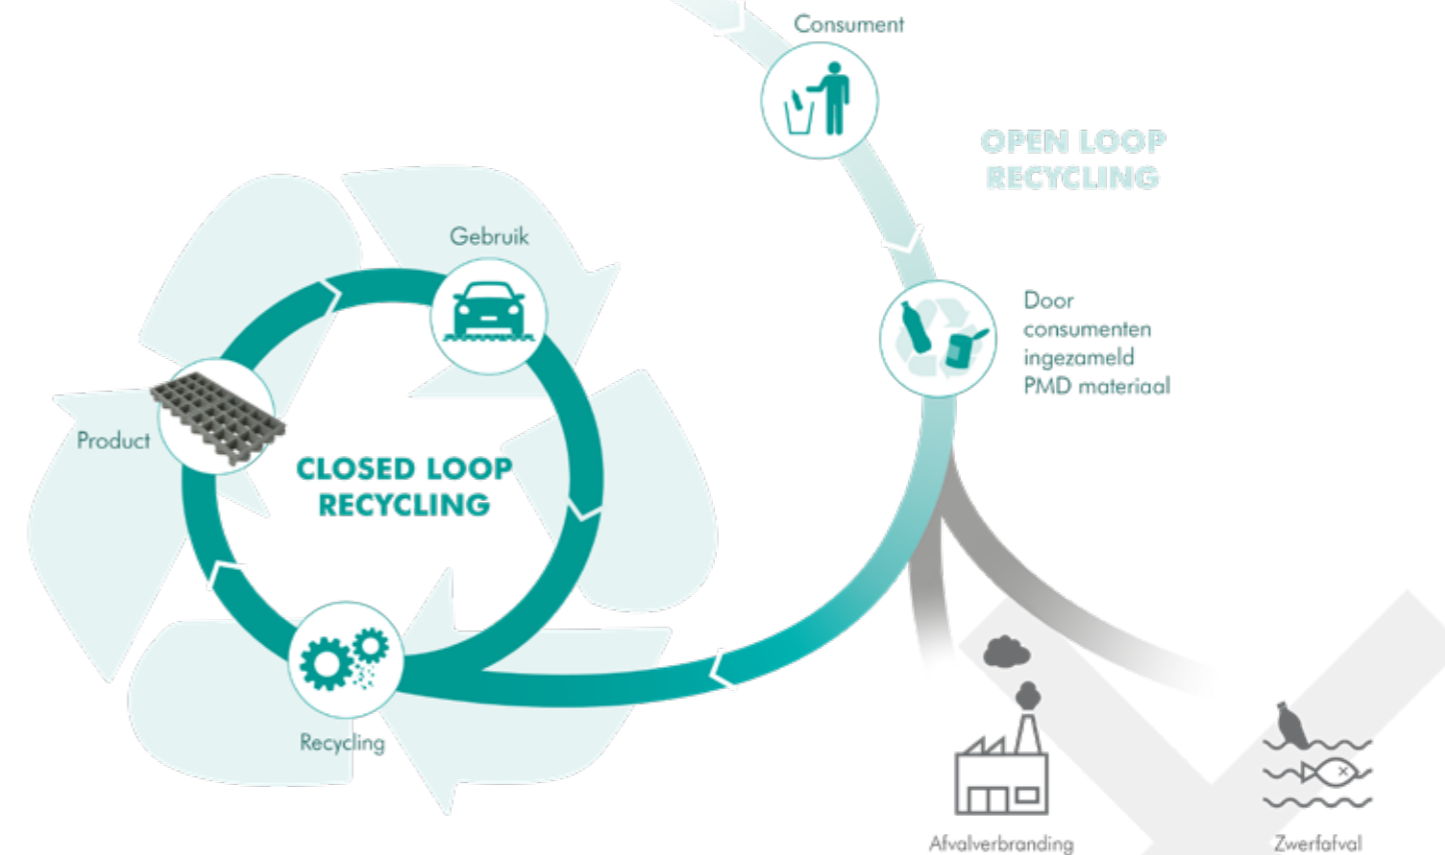 Consument
OPEN LOOP
RECYCLING
Gebruik
Door
consumenten
ingezameld
PMD materiaal
Product
CLOSED LOOP
RECYCLING
Recycling
Afvalverbranding
Zwerfafval